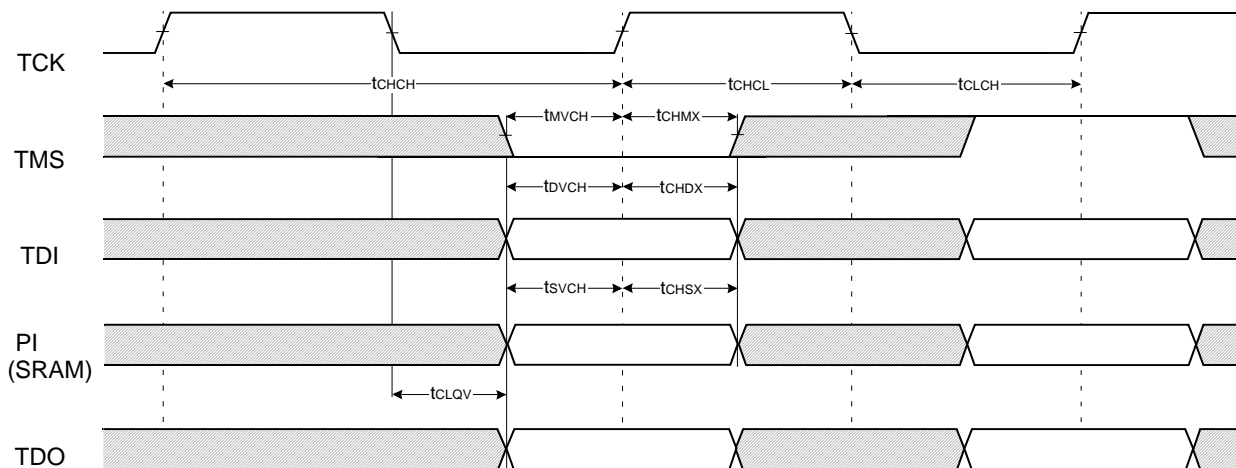 TCK
tCHCH
tCHCL
tCLCH
tMVCH
tCHMX
TMS
tDVCH
tCHDX
TDI
tSVCH
tCHSX
PI
(SRAM)
tCLQV
TDO